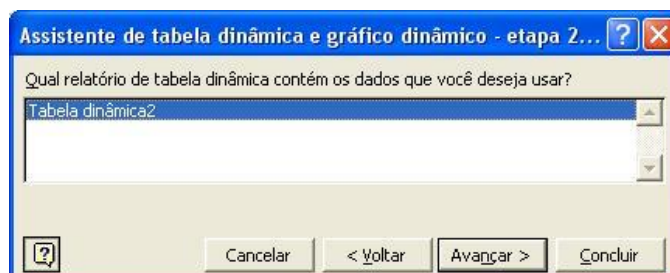 Assistente de tabela dinâmica e gráfico dinâmico - etapa 2...
Qual relatório de tabela dinâmica contém os dados que você deseja usar?
Tabela dinâmica2
Cancelar < Voltar Avançar > Concluir